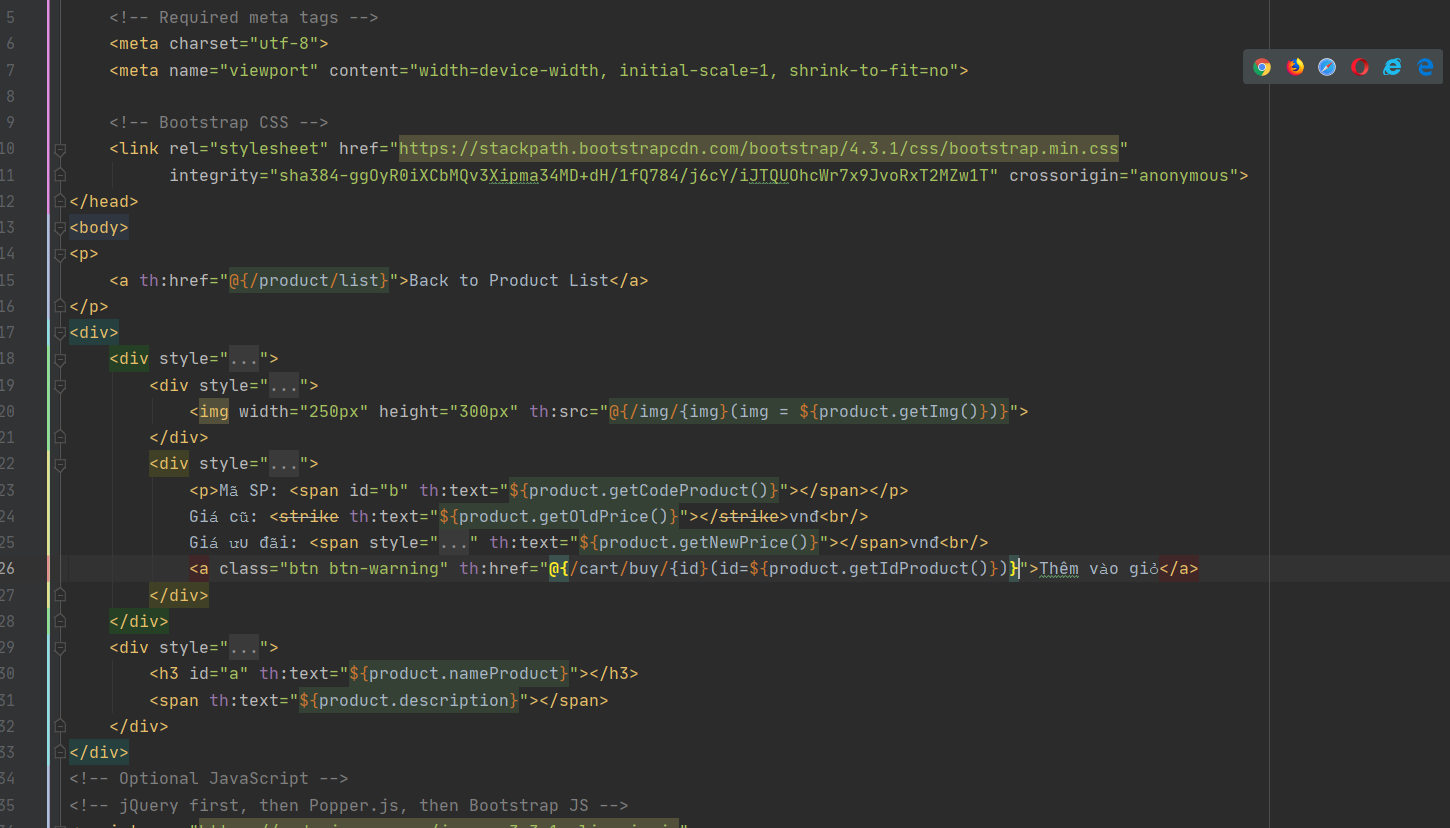 5 <!-- Required meta tags -->
6 <meta charset="utf-8">
7 <meta name="viewport" content="width=device-width, initial-scale=1, shrink-to-fit=no">
8
9 <!-- Bootstrap CSS -->
10 <link rel="stylesheet" href="https://stackpath.bootstrapcdn.com/bootstrap/4.3.1/css/bootstrap.min.css"
11 integrity="sha384-ggOyR0iXCbMQv3Xipma34MD+dH/1fQ784/j6cY/iJTQUOhcWr7x9JvoRxT2MZw1T" crossorigin="anonymous">
12 </head>
13 <body>
14 <p>
15 <a th:href="@{/product/list}">Back to Product List</a>
16 </p>
17 <div>
18 <div style="...">
19 <div style="...">
20 <img width="250px" height="300px" th:src="@{/img/{img}(img = ${product.getImg()})}">
21 </div>
22 <div style="...">
23 <p>Mã SP: <span id="b" th:text="${product.getCodeProduct()}"></span></p>
24 Giá cũ: <strike th:text="${product.getOldPrice()}"></strike>vnđ<br/>
25 Giá ưu đãi: <span style="..." th:text="${product.getNewPrice()}"></span>vnđ<br/>
26 <a class="btn btn-warning" th:href="@{/cart/buy/{id}(id=${product.getIdProduct()})}">Thêm vào giỏ</a>
27 </div>
28 </div>
29 <div style="...">
30 <h3 id="a" th:text="${product.nameProduct}"></h3>
31 <span th:text="${product.description}"></span>
32 </div>
33 </div>
34 <!-- Optional JavaScript -->
35 <!-- jQuery first, then Popper.js, then Bootstrap JS -->